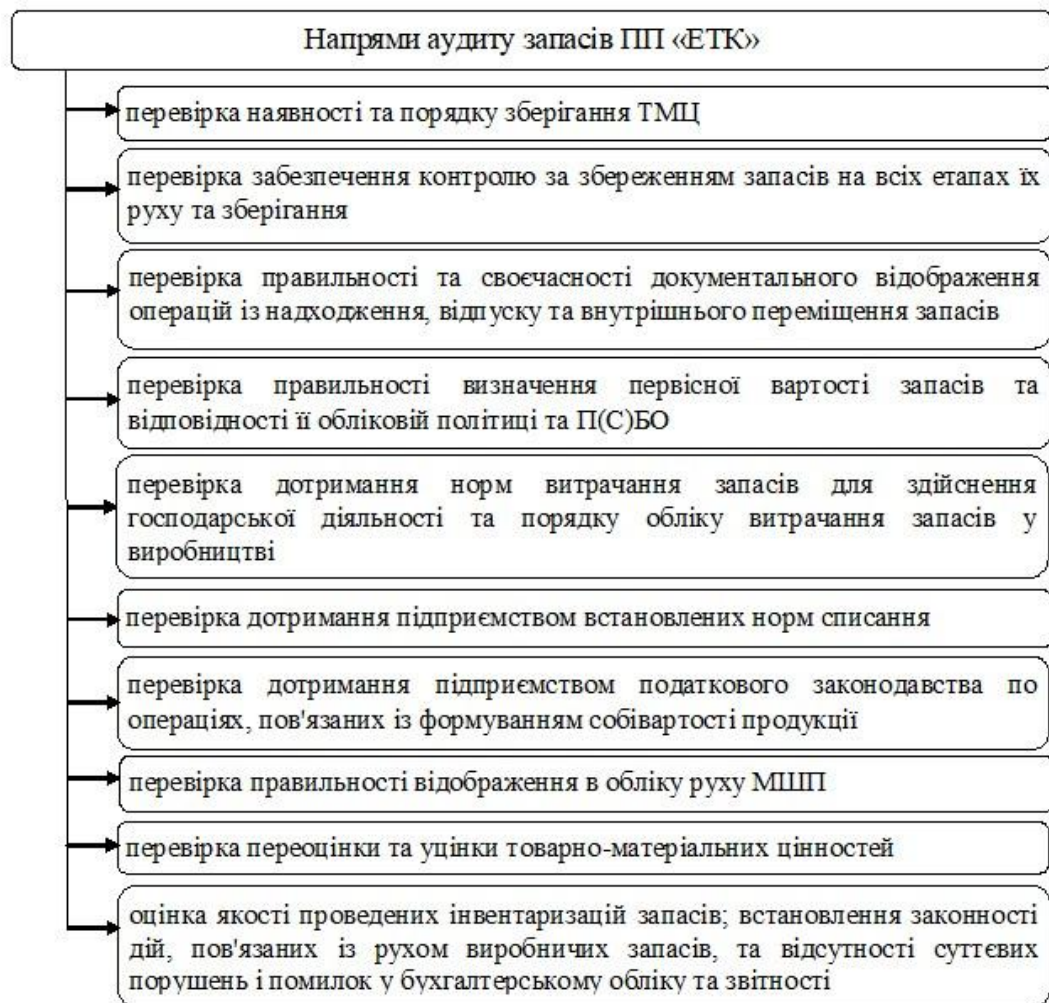 Напрями аудиту запасів ПП «ЕТК»
перевірка наявності та порядку зберігання ТМЦ
перевірка забезпечення контролю за збереженням запасів на всіх етапах їх
руху та зберігання
перевірка правильності та своєчасності документального відображення
операцій із надходження, відпуску та внутрішнього переміщення запасів
перевірка правильності визначення первісної вартості запасів та
відповідності її обліковій політиці та П(С)БО
перевірка дотримання норм витрачання запасів для здійснення
господарської діяльності та порядку обліку витрачання запасів у
виробництві
перевірка дотримання підприємством встановлених норм списання
перевірка дотримання підприємством податкового законодавства по
операціях, пов'язаних із формуванням собівартості продукції
перевірка правильності відображення в обліку руху МШП
перевірка переоцінки та уцінки товарно-матеріальних цінностей
оцінка якості проведених інвентаризацій запасів; встановлення законності
дій, пов'язаних із рухом виробничих запасів, та відсутності суттєвих
порушень і помилок у бухгалтерському обліку та звітності